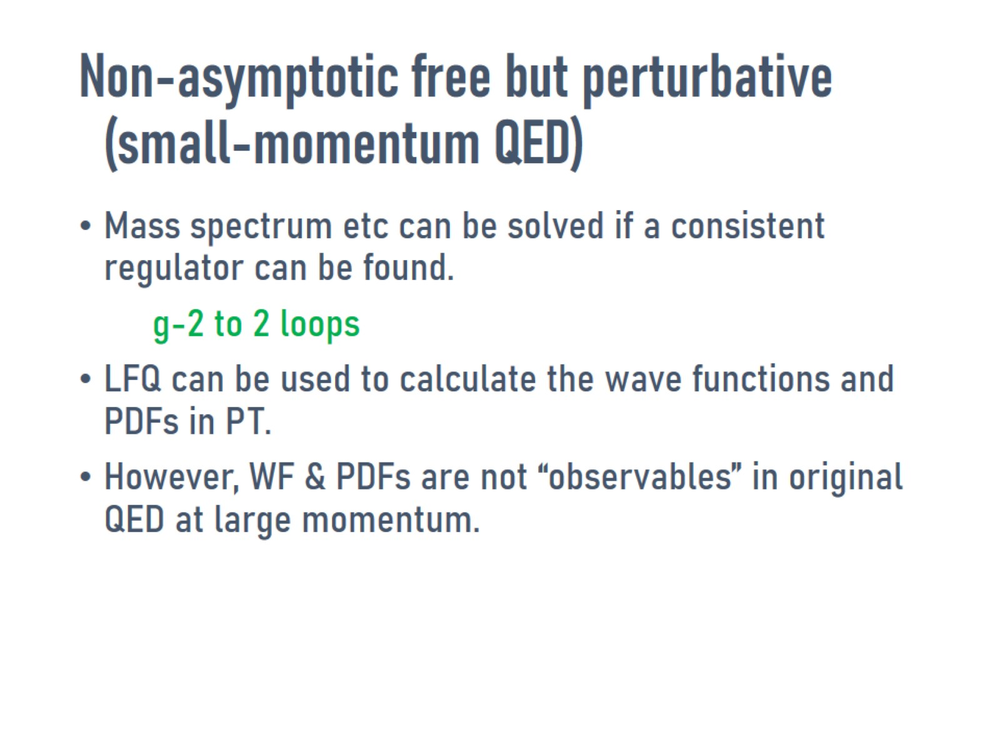 Non-asymptotic free but perturbative
(small-momentum QED)
• Mass spectrum etc can be solved if a consistent
regulator can be found.
g-2 to 2 loops
• LFQ can be used to calculate the wave functions and
PDFs in PT.
• However, WF & PDFs are not “observables” in original
QED at large momentum.